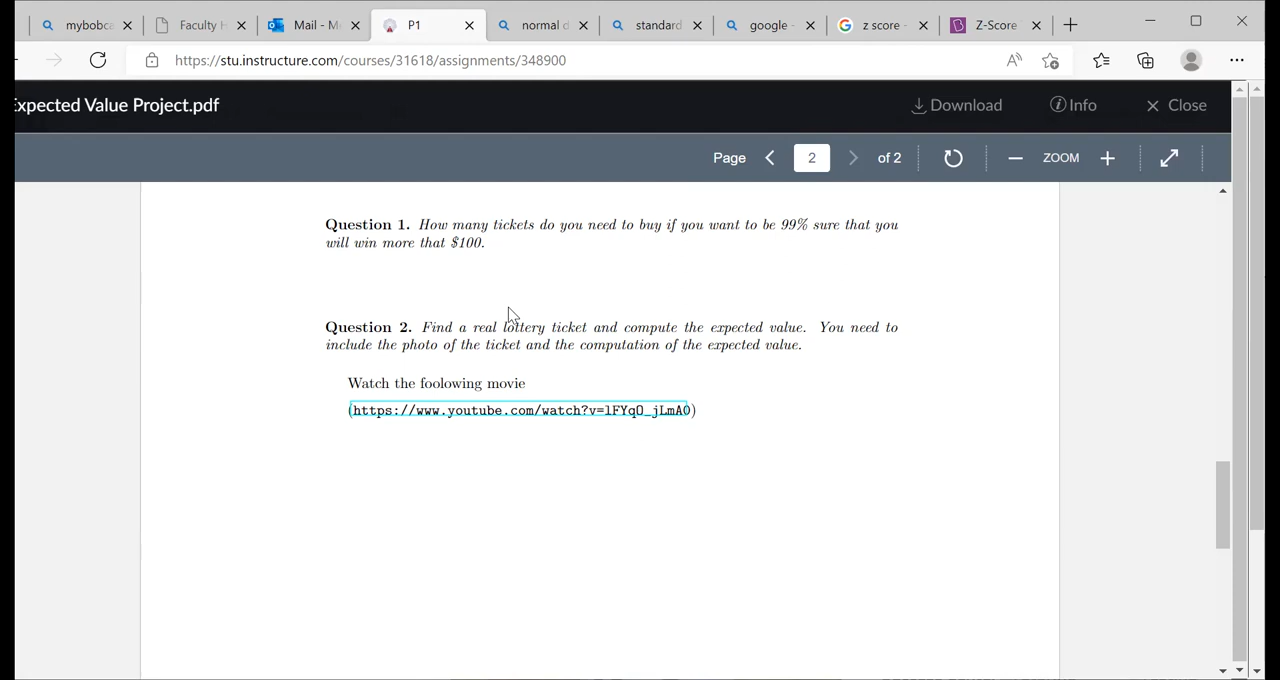 mybobca
Faculty H
Mail - M
P1
normal d
standard
google -
z score -
Z-Score
https://stu.instructure.com/courses/31618/assignments/348900
Expected Value Project.pdf
Download
Info
Close
Page 2 of 2
ZOOM
Question 1. How many tickets do you need to buy if you want to be 99% sure that you
will win more that $100.
Question 2. Find a real lottery ticket and compute the expected value. You need to
include the photo of the ticket and the computation of the expected value.
Watch the foolowing movie
(https://www.youtube.com/watch?v=lFYqO_jLmA0)